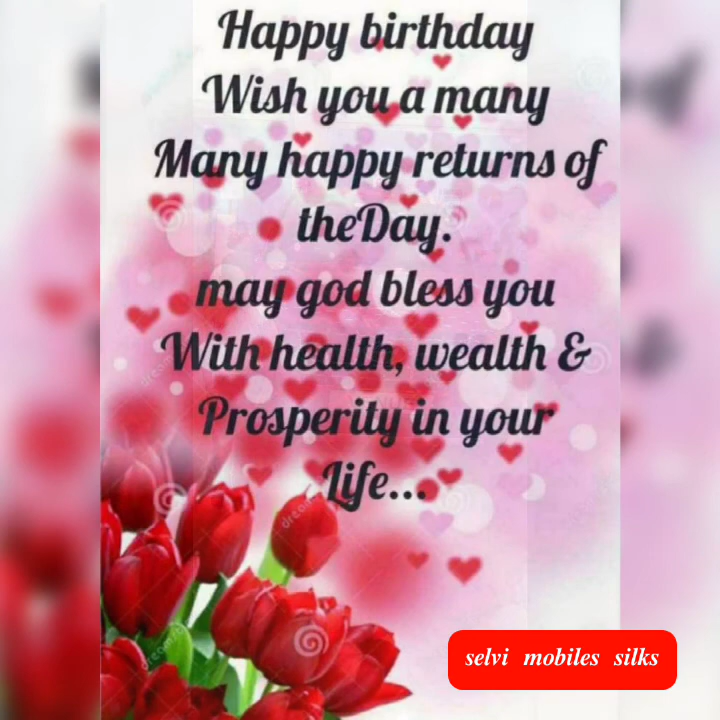 Happy birthday
Wish you a many
Many happy returns of
theDay.
may god bless you
With health, wealth &
Prosperity in your
Life...
selvi mobiles silks